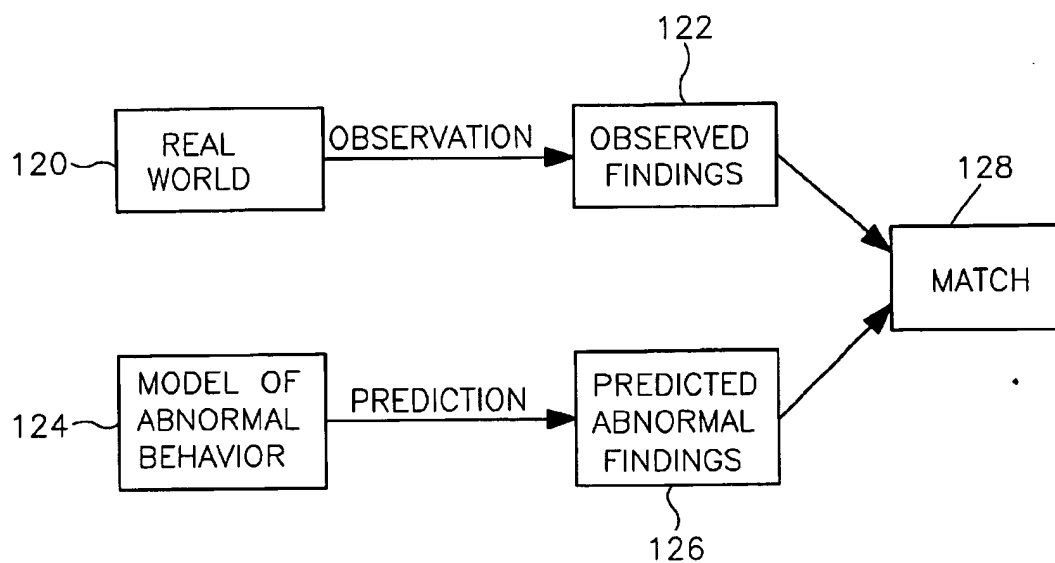 122
REAL
WORLD
OBSERVATION
OBSERVED
FINDINGS
120
128
MATCH
MODEL OF
ABNORMAL
BEHAVIOR
PREDICTION
PREDICTED
ABNORMAL
FINDINGS
124
126